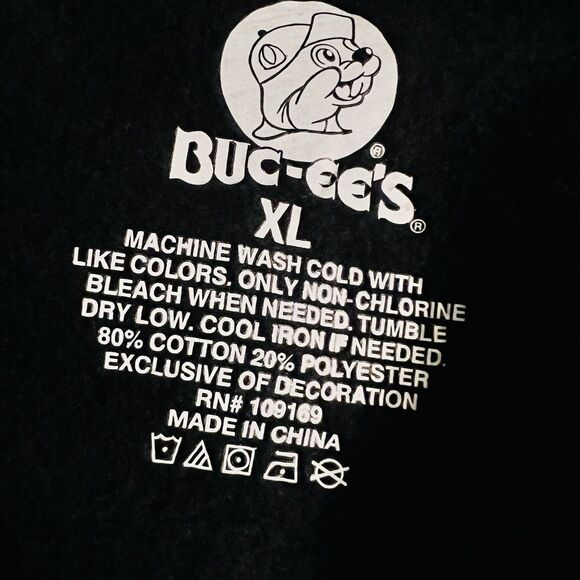 BUC-EE'S®
XL
MACHINE WASH COLD WITH
LIKE COLORS. ONLY NON-CHLORINE
BLEACH WHEN NEEDED. TUMBLE
DRY LOW. COOL IRON IF NEEDED.
80% COTTON 20% POLYESTER
EXCLUSIVE OF DECORATION
RN# 109169
MADE IN CHINA